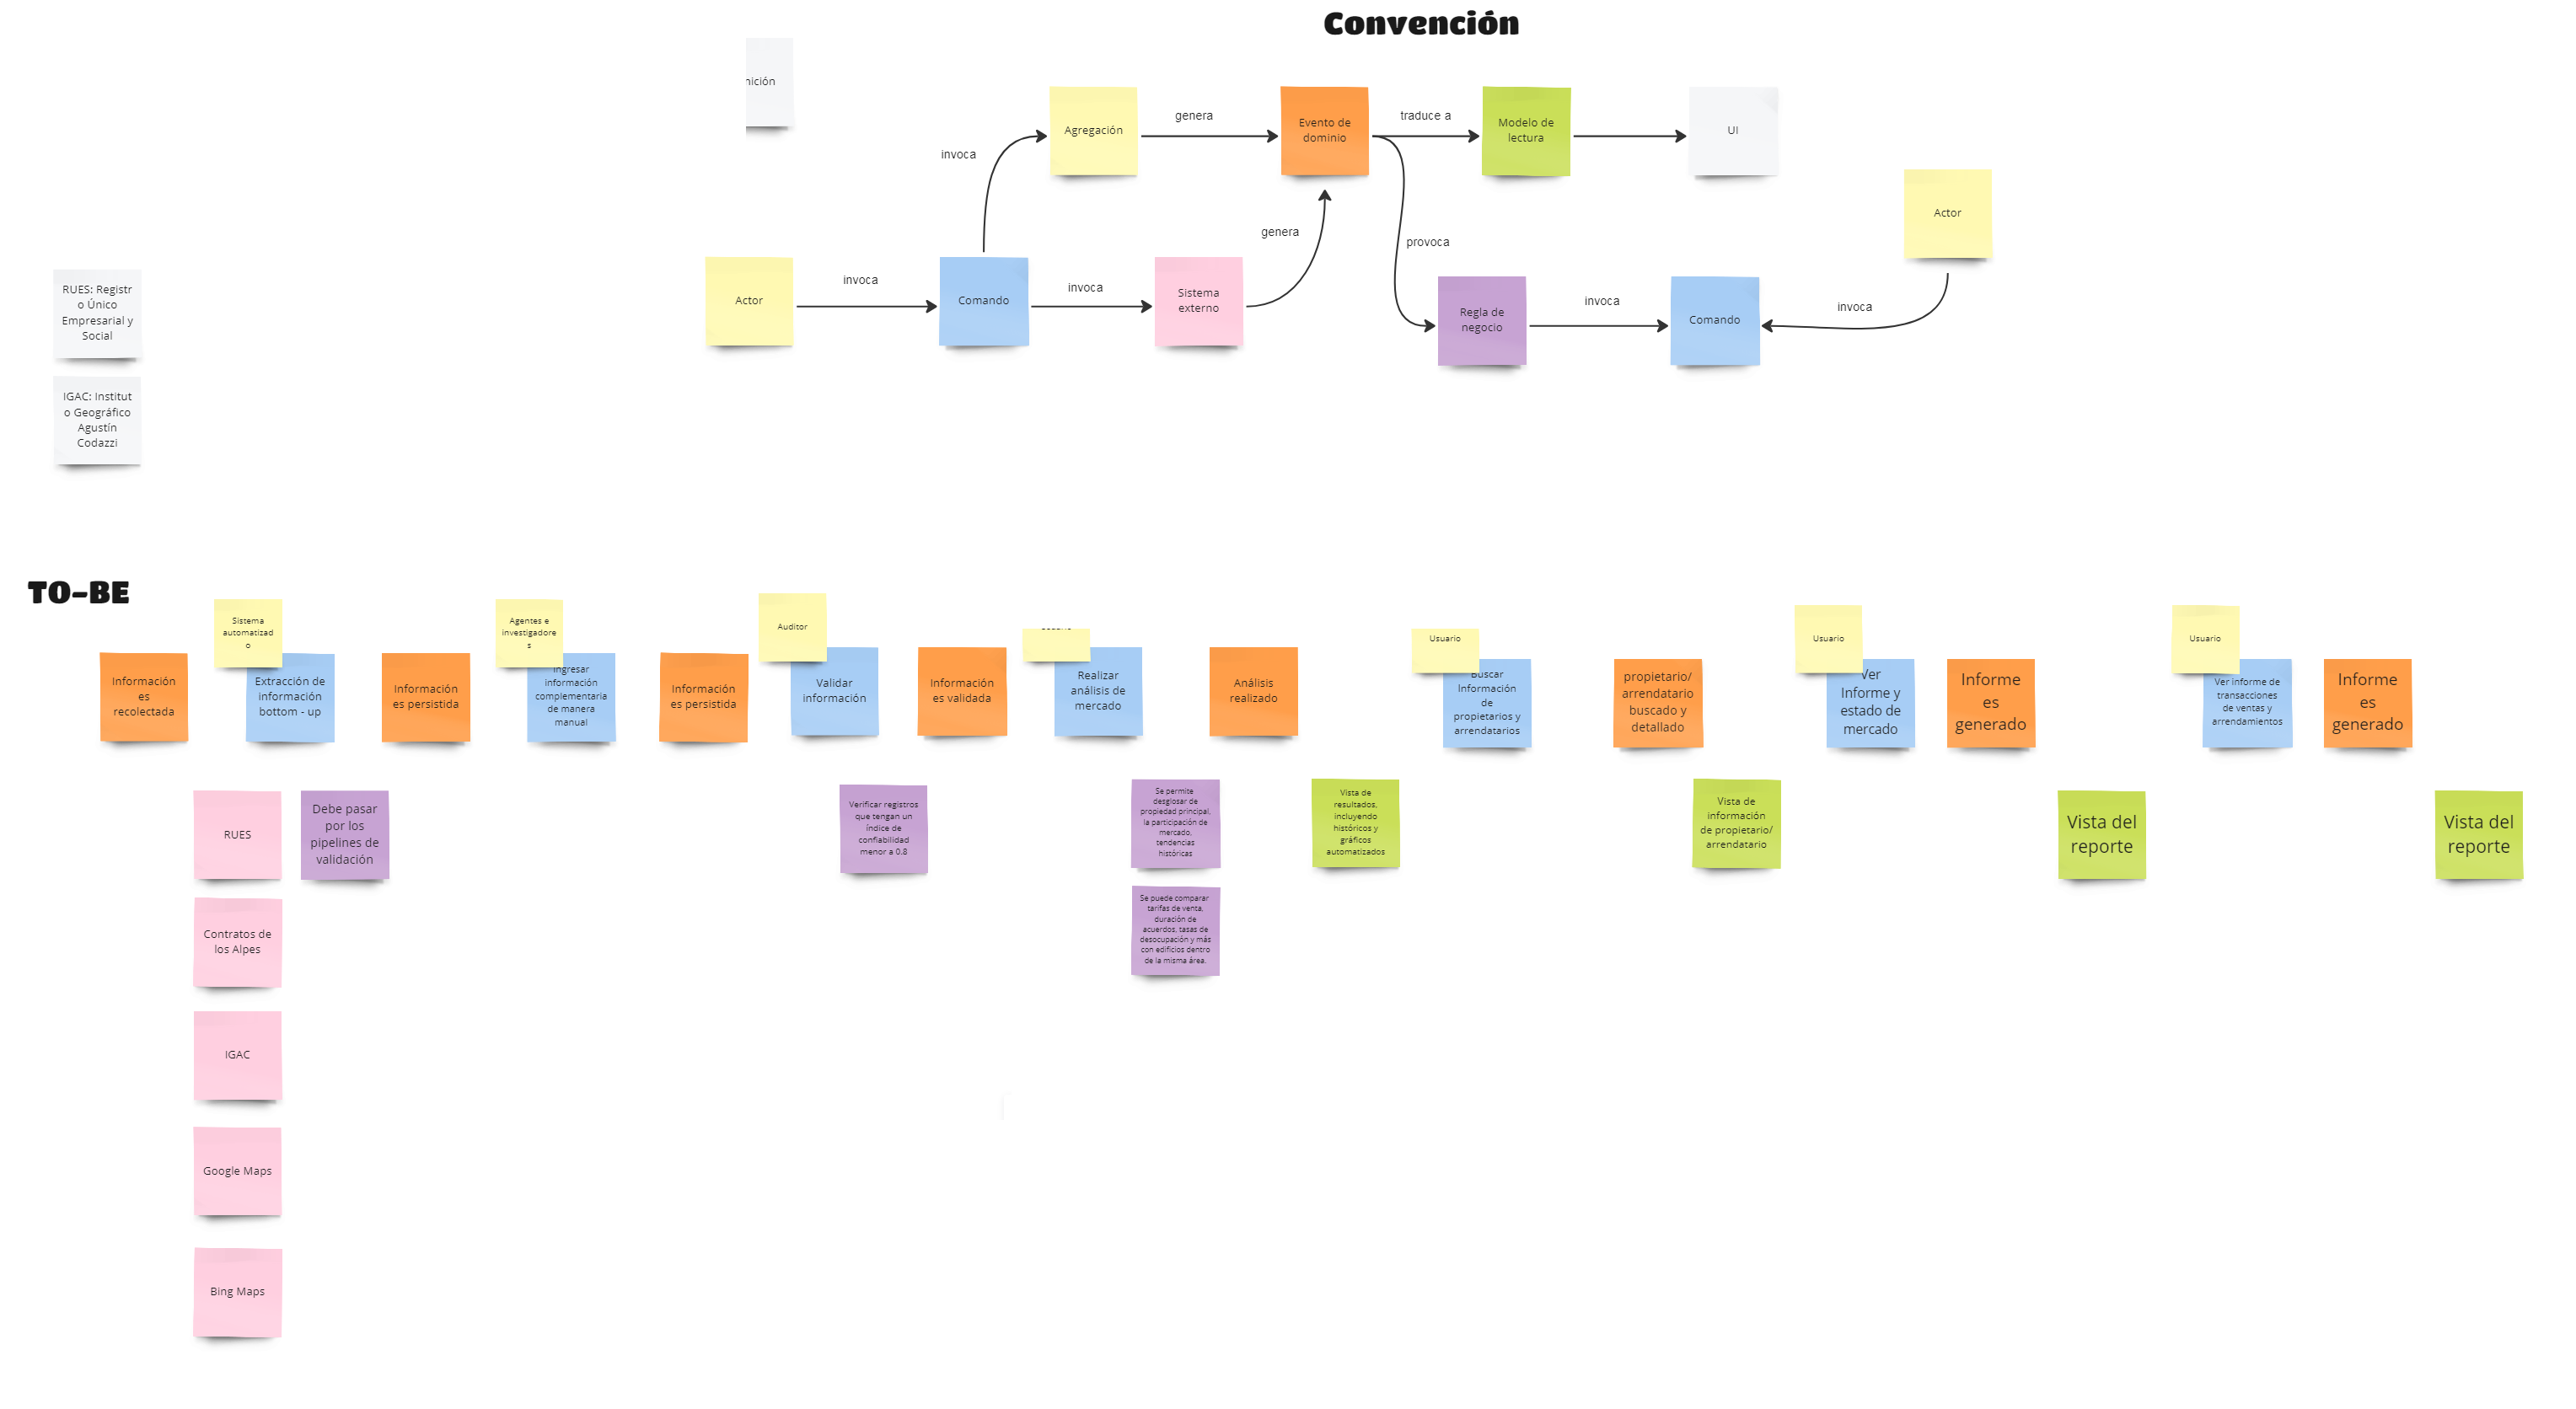 Convención
nición
Agregación
genera
Evento de
dominio
traduce a
Modelo de
lectura
UI
invoca
Actor
genera
provoca
Actor
invoca
Comando
invoca
Sistema
externo
Regla de
negocio
invoca
Comando
invoca
RUES: Registr
o Único
Empresarial y
Social
IGAC: Institut
o Geográfico
Agustín
Codazzi
TO-BE
Información
es
recolectada
Sistema
automatizad
o
Extracción de
información
bottom - up
Información
es persistida
Agentes e
investigadore
s
Ingresar
información
complementaria
de manera
manual
Información
es persistida
Auditor
Validar
información
Información
es validada
Realizar
análisis de
mercado
Análisis
realizado
Usuario
Buscar
Información
de
propietarios y
arrendatarios
propietario/
arrendatario
buscado y
detallado
Usuario
Ver
Informe y
estado de
mercado
Informe
es
generado
Usuario
Ver informe de
transacciones
de ventas y
arrendamientos
Informe
es
generado
RUES
Debe pasar
por los
pipelines de
validación
Verificar registros
que tengan un
índice de
confiabilidad
menor a 0.8
Se permite
desglosar de
propiedad principal,
la participación de
mercado,
tendencias
históricas
Vista de
resultados,
incluyendo
históricos y
gráficos
automatizados
Vista de
información
de propietario/
arrendatario
Vista del
reporte
Vista del
reporte
Contratos de
los Alpes
Se puede comparar
tarifas de venta,
duración de
acuerdos, tasas de
desocupación y más
con edificios dentro
de la misma área.
IGAC
Google Maps
Bing Maps